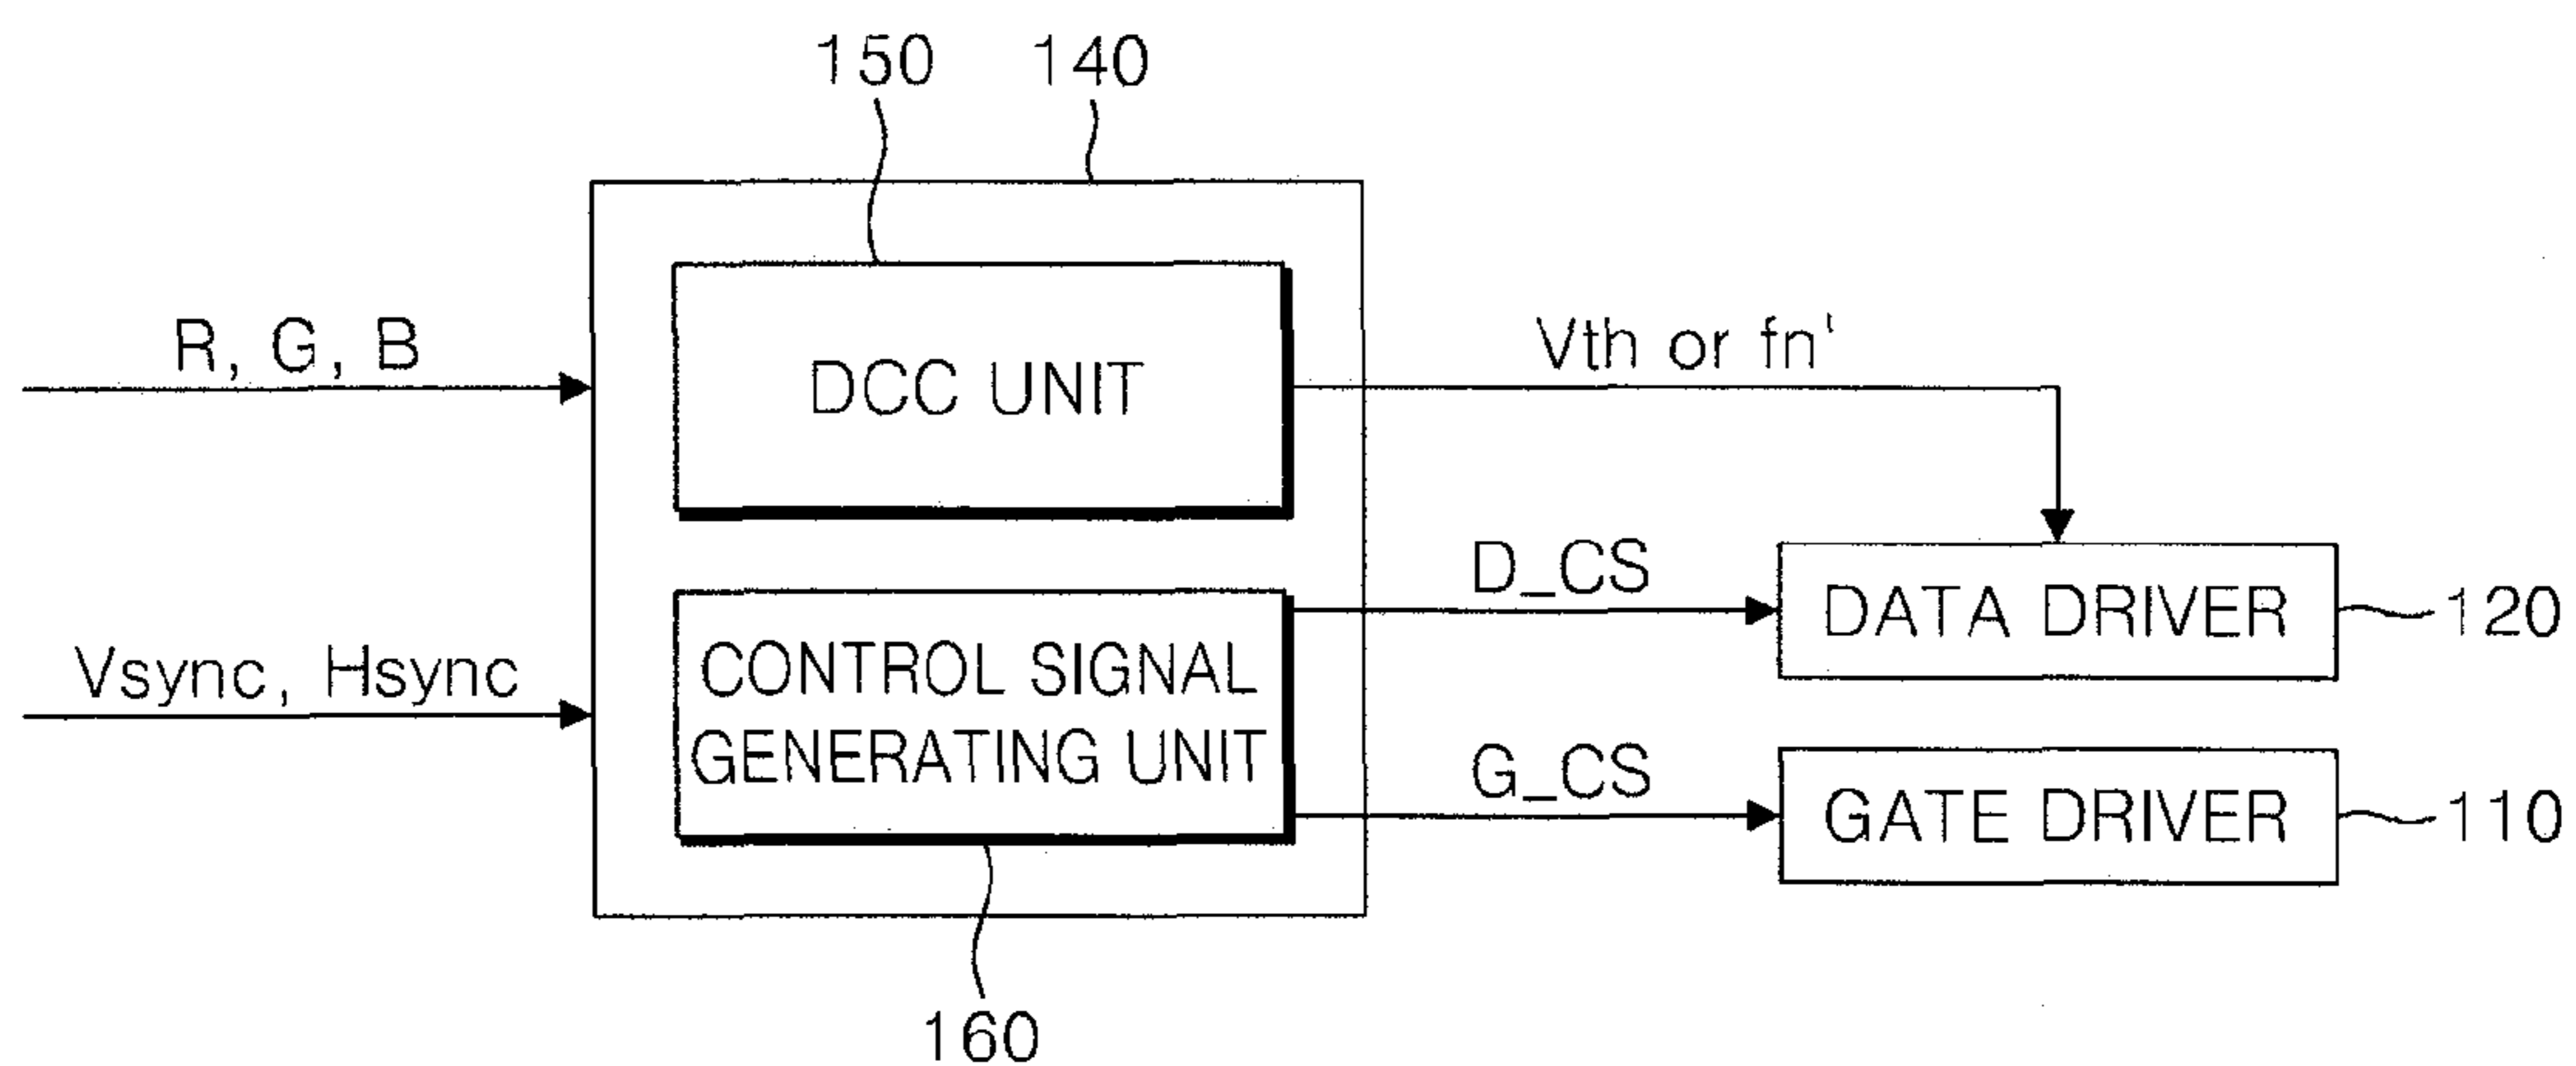 150 140
R, G, B
DCC UNIT
Vth or fn'
D_CS
DATA DRIVER
120
Vsync, Hsync
CONTROL SIGNAL
GENERATING UNIT
G_CS
GATE DRIVER
110
160